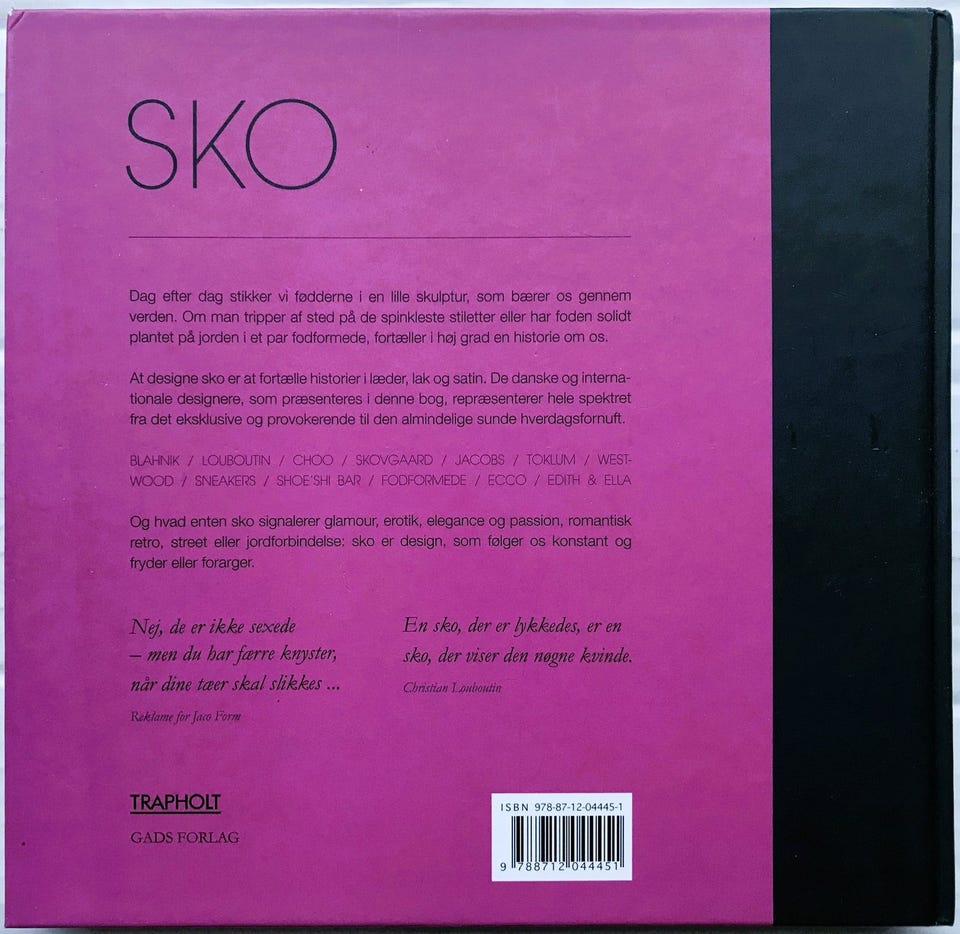 SKO
Dag efter dag stikker vi fødderne i en lille skulptur, som bærer os gennem
verden. Om man tripper af sted på de spinkleste stiletter eller har foden solidt
plantet på jorden i et par fodformede, fortæller i høj grad en historie om os.
At designe sko er at fortælle historier i læder, lak og satin. De danske og interna-
tionale designere, som præsenteres i denne bog, repræsenterer hele spektret
fra det eksklusive og provokerende til den almindelige sunde hverdagsfornuft.
BLAHNIK / LOUBOUTIN / CHOO / SKOVGAARD / JACOBS / TOKLUM / WEST-
WOOD / SNEAKERS / SHOE'SHI BAR / FODFORMEDE / ECCO / EDITH & ELLA
Og hvad enten sko signalerer glamour, erotik, elegance og passion, romantisk
retro, street eller jordforbindelse: sko er design, som følger os konstant og
fryder eller forarger.
Nej, de er ikke sexede
– men du har færre knyster,
når dine tæer skal slikkes ...
Reklame for Jaco Form
En sko, der er lykkedes, er en
sko, der viser den nøgne kvinde.
Christian Louboutin
TRAPHOLT
GADS FORLAG
ISBN 978-87-12-04445-1
9 788712 044451